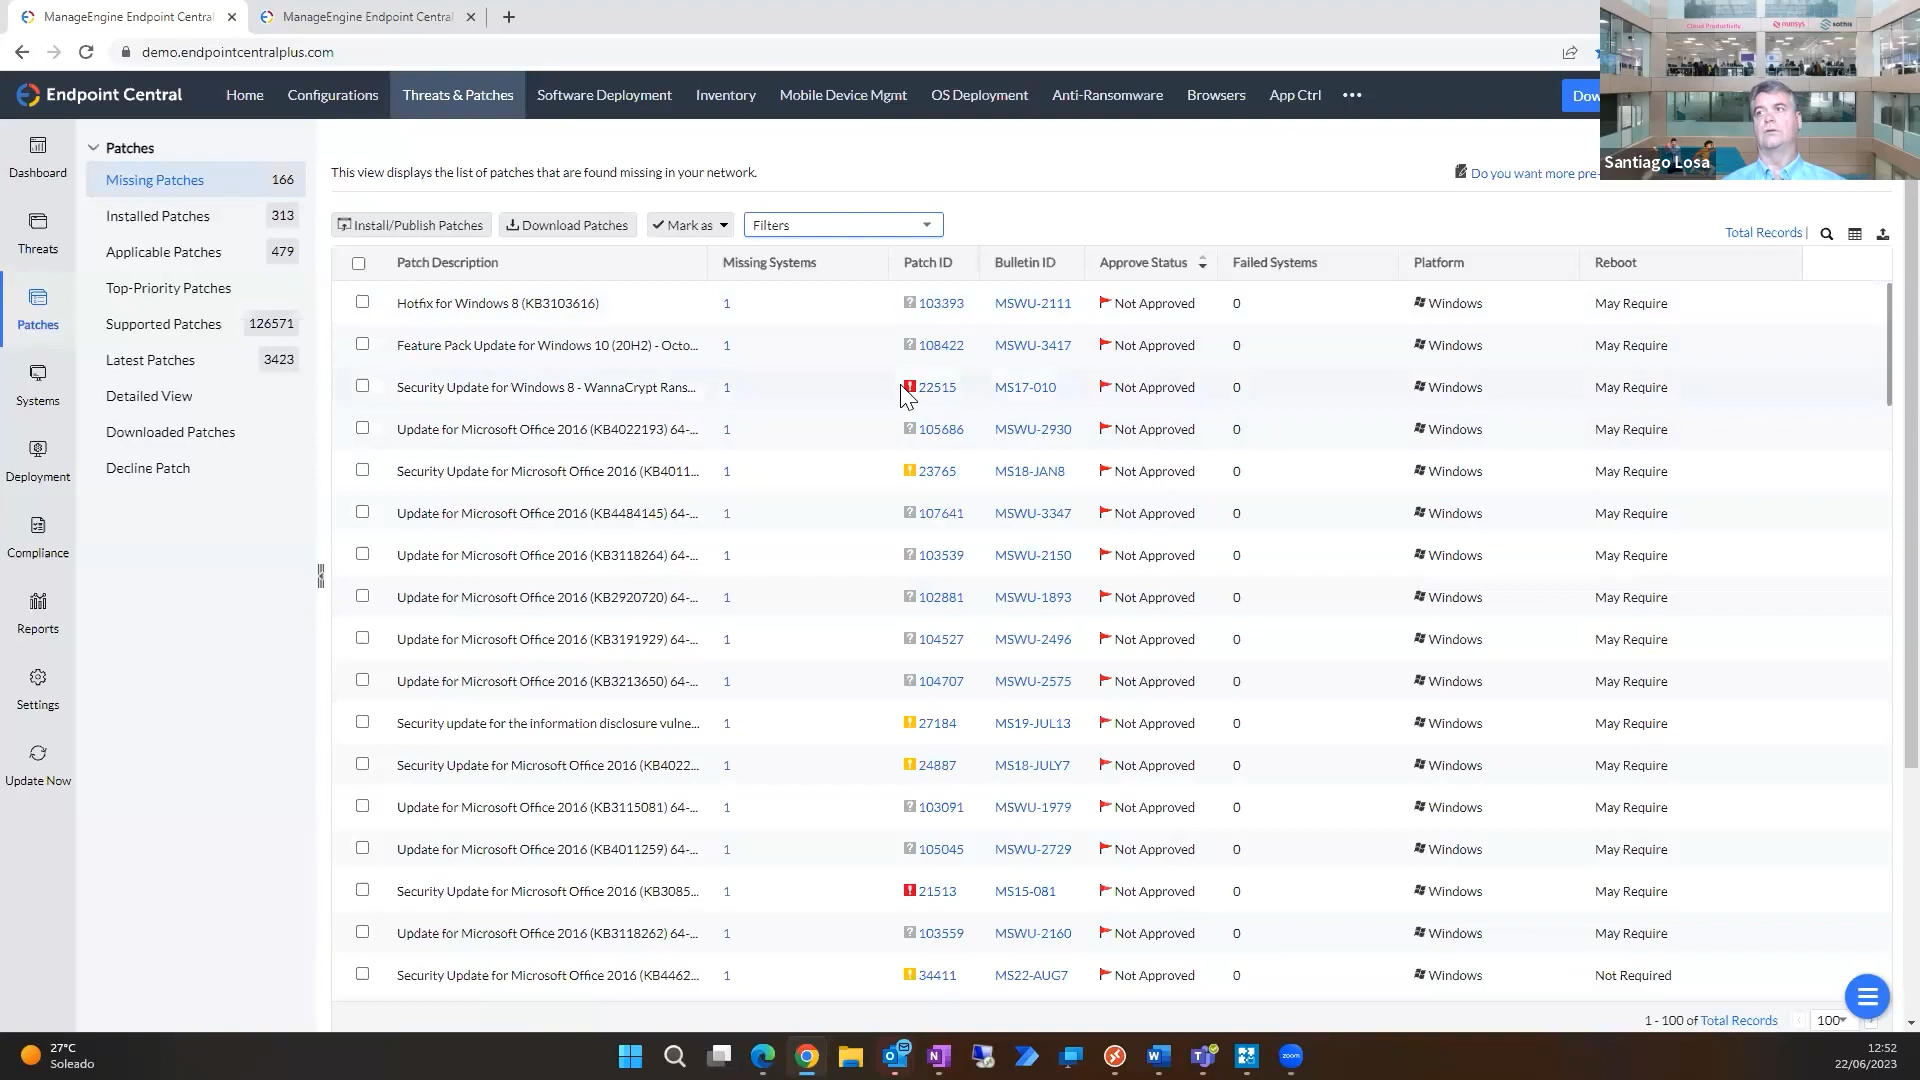 ManageEngine Endpoint Central
ManageEngine Endpoint Central
demo.endpointcentralplus.com
Cloud Productivity nunsys sothis
Endpoint Central Home Configurations Threats & Patches Software Deployment Inventory Mobile Device Mgmt OS Deployment Anti-Ransomware Browsers App Ctrl ••• Dow
Santiago Losa
Dashboard
Threats
Patches
Systems
Deployment
Compliance
Reports
Settings
Update Now
Patches
Missing Patches 166
Installed Patches 313
Applicable Patches 479
Top-Priority Patches
Supported Patches 126571
Latest Patches 3423
Detailed View
Downloaded Patches
Decline Patch
This view displays the list of patches that are found missing in your network.
Do you want more pre-
Install/Publish Patches Download Patches Mark as Filters
Total Records |
Patch Description Missing Systems Patch ID Bulletin ID Approve Status Failed Systems Platform Reboot
Hotfix for Windows 8 (KB3103616) 1 103393 MSWU-2111 Not Approved 0 Windows May Require
Feature Pack Update for Windows 10 (20H2) - Octo... 1 108422 MSWU-3417 Not Approved 0 Windows May Require
Security Update for Windows 8 - WannaCrypt Rans... 1 22515 MS17-010 Not Approved 0 Windows May Require
Update for Microsoft Office 2016 (KB4022193) 64-... 1 105686 MSWU-2930 Not Approved 0 Windows May Require
Security Update for Microsoft Office 2016 (KB4011... 1 23765 MS18-JAN8 Not Approved 0 Windows May Require
Update for Microsoft Office 2016 (KB4484145) 64-... 1 107641 MSWU-3347 Not Approved 0 Windows May Require
Update for Microsoft Office 2016 (KB3118264) 64-... 1 103539 MSWU-2150 Not Approved 0 Windows May Require
Update for Microsoft Office 2016 (KB2920720) 64-... 1 102881 MSWU-1893 Not Approved 0 Windows May Require
Update for Microsoft Office 2016 (KB3191929) 64-... 1 104527 MSWU-2496 Not Approved 0 Windows May Require
Update for Microsoft Office 2016 (KB3213650) 64-... 1 104707 MSWU-2575 Not Approved 0 Windows May Require
Security update for the information disclosure vulne... 1 27184 MS19-JUL13 Not Approved 0 Windows May Require
Security Update for Microsoft Office 2016 (KB4022... 1 24887 MS18-JULY7 Not Approved 0 Windows May Require
Update for Microsoft Office 2016 (KB3115081) 64-... 1 103091 MSWU-1979 Not Approved 0 Windows May Require
Update for Microsoft Office 2016 (KB4011259) 64-... 1 105045 MSWU-2729 Not Approved 0 Windows May Require
Security Update for Microsoft Office 2016 (KB3085... 1 21513 MS15-081 Not Approved 0 Windows May Require
Update for Microsoft Office 2016 (KB3118262) 64-... 1 103559 MSWU-2160 Not Approved 0 Windows May Require
Security Update for Microsoft Office 2016 (KB4462... 1 34411 MS22-AUG7 Not Approved 0 Windows Not Required
1 - 100 of Total Records 100
27°C
Soleado
zoom
12:52
22/06/2023